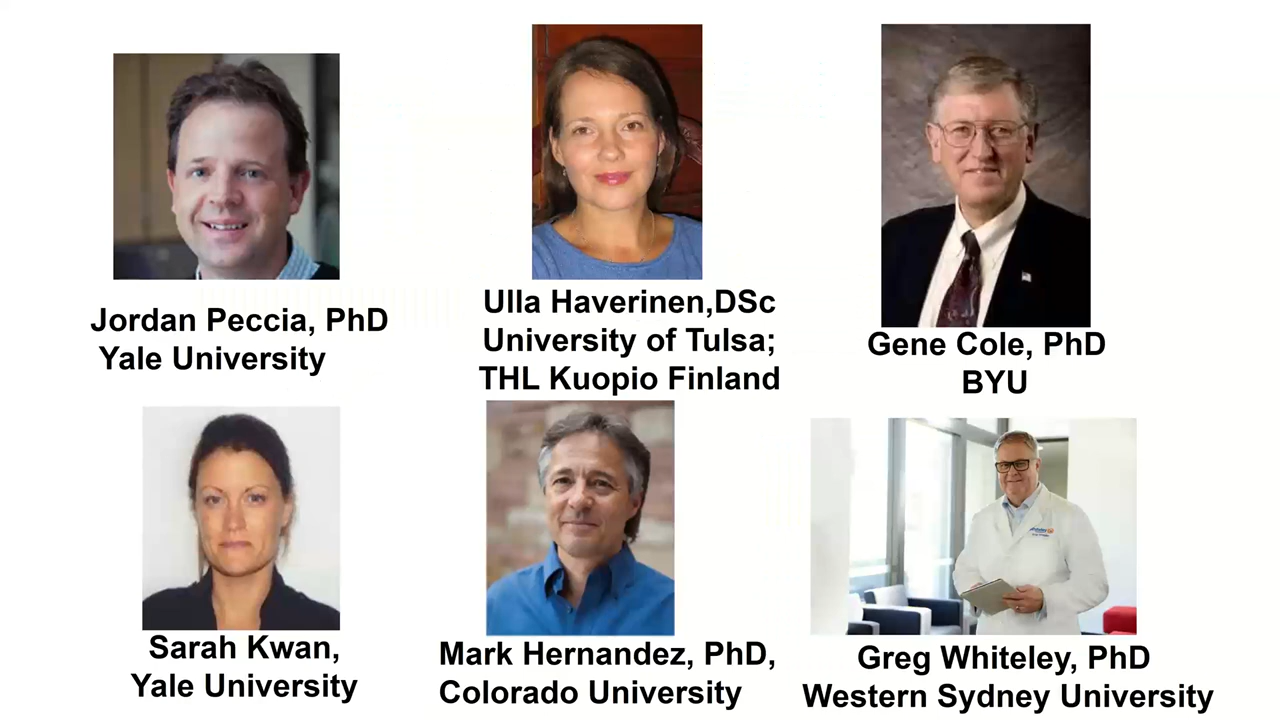 Jordan Peccia, PhD
Yale University
Ulla Haverinen,DSc
University of Tulsa;
THL Kuopio Finland
Gene Cole, PhD
BYU
Sarah Kwan,
Yale University
Mark Hernandez, PhD,
Colorado University
Greg Whiteley, PhD
Western Sydney University